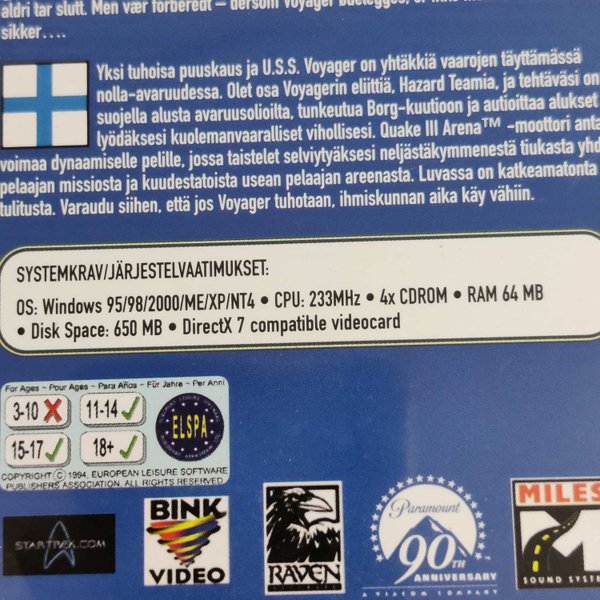 aldri tar slutt. Men vær forberedt – dersom Voyager ødelegges, er
sikker....
Yksi tuhoisa puuskaus ja U.S.S. Voyager on yhtäkkiä vaarojen täyttämässä
nolla-avaruudessa. Olet osa Voyagerin eliittiä, Hazard Teamia, ja tehtäväsi on
suojella alusta avaruusolioilta, tunkeutua Borg-kuutioon ja autioittaa alukset
lyödäksesi kuolemanvaaralliset vihollisesi. Quake III Arena™ -moottori anta
voimaa dynaamiselle pelille, jossa taistelet selviytyäksesi neljästäkymmenestä tiukasta yhd
pelaajan missiosta ja kuudestatoista usean pelaajan areenasta. Luvassa on katkeamatonta
tulitusta. Varaudu siihen, että jos Voyager tuhotaan, ihmiskunnan aika käy vähiin.
SYSTEMKRAV/JÄRJESTELVAATIMUKSET:
OS: Windows 95/98/2000/ME/XP/NT4 • CPU: 233MHz • 4x CDROM • RAM 64 MB
• Disk Space: 650 MB • DirectX 7 compatible videocard
For Ages - Pour Ages - Para Años - Für Jahre - Per Anni
3-10 11-14
15-17 18+
ELSPA
COPYRIGHT © 1994, EUROPEAN LEISURE SOFTWARE
PUBLISHERS ASSOCIATION. ALL RIGHTS RESERVED
STARTREK.COM
BINK
VIDEO
RAVEN
Paramount
90TH
ANNIVERSARY
A VIACOM COMPANY
MILES
SOUND SYSTE